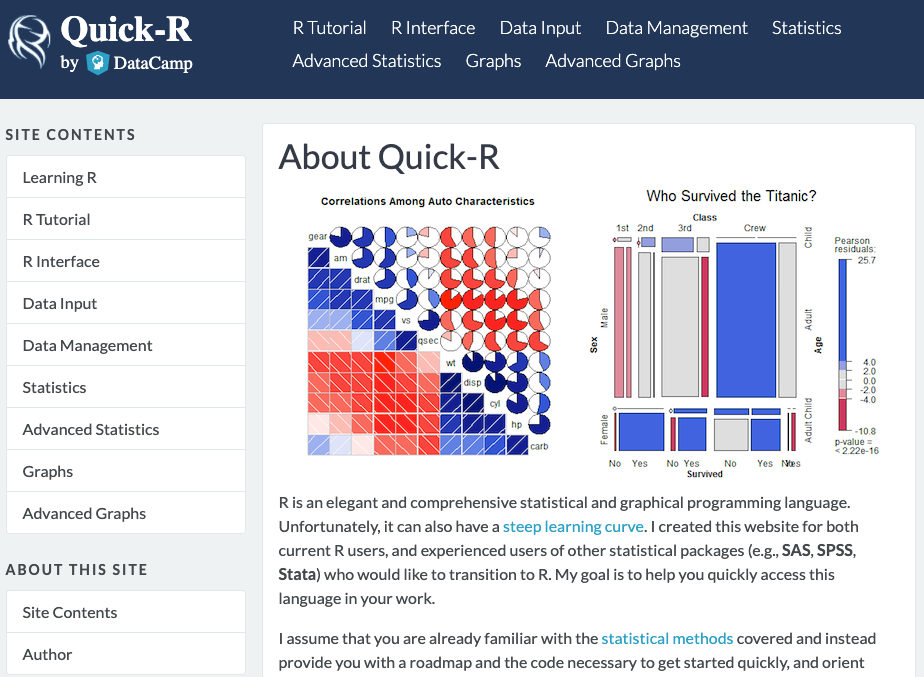 Quick-R
by DataCamp
R Tutorial R Interface Data Input Data Management Statistics
Advanced Statistics Graphs Advanced Graphs
SITE CONTENTS
Learning R
R Tutorial
R Interface
Data Input
Data Management
Statistics
Advanced Statistics
Graphs
Advanced Graphs
ABOUT THIS SITE
Site Contents
Author
About Quick-R
Correlations Among Auto Characteristics
gear
am
drat
mpg
vs
qsec
wt
disp
cyl
hp
carb
Who Survived the Titanic?
Class
1st 2nd 3rd Crew
Sex
Male
Female
Child
Adult
Adult Child
Age
No Yes No Yes No Yes Yes
Survived
Pearson
residuals:
25.7
4.0
2.0
0.0
-2.0
-4.0
-10.8
p-value =
< 2.22e-16
R is an elegant and comprehensive statistical and graphical programming language.
Unfortunately, it can also have a steep learning curve. I created this website for both
current R users, and experienced users of other statistical packages (e.g., SAS, SPSS,
Stata) who would like to transition to R. My goal is to help you quickly access this
language in your work.
I assume that you are already familiar with the statistical methods covered and instead
provide you with a roadmap and the code necessary to get started quickly, and orient